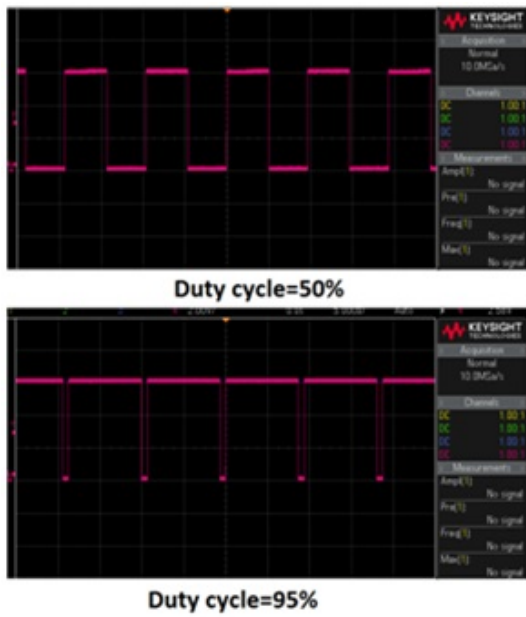 KEYSIGHT
TECHNOLOGIES
Acquisition
Normal
10.0MSa/s
Channels
DC 1.00:1
DC 1.00:1
DC 1.00:1
DC 1.00:1
Measurements
Ampl(1)
No signal
Pre(1)
No signal
Freq(1)
No signal
Max(1)
No signal
Duty cycle=50%
KEYSIGHT
TECHNOLOGIES
Acquisition
Normal
10.0MSa/s
Channels
DC 1.00:1
DC 1.00:1
DC 1.00:1
DC 1.00:1
Measurements
Ampl(1)
No signal
Pre(1)
No signal
Freq(1)
No signal
Max(1)
No signal
Duty cycle=95%